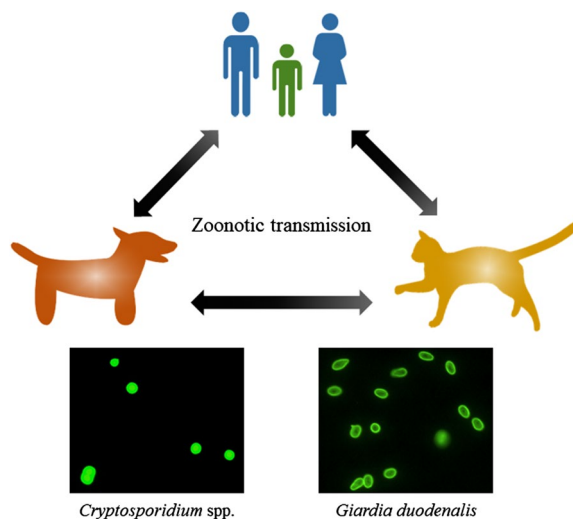 Zoonotic transmission
Cryptosporidium spp.
Giardia duodenalis